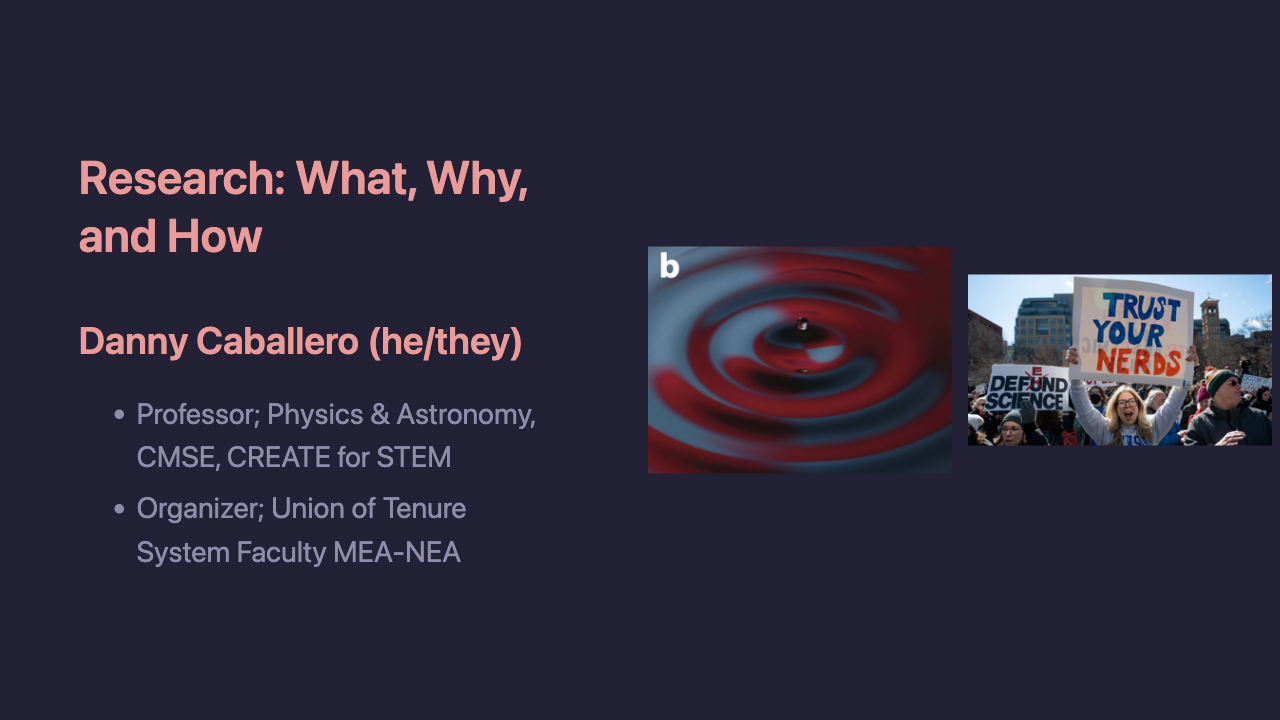 Research: What, Why,
and How
Danny Caballero (he/they)
• Professor; Physics & Astronomy,
CMSE, CREATE for STEM
• Organizer; Union of Tenure
System Faculty MEA-NEA
b
TRUST
YOUR
NERDS
E
DEFUND
SCIENCE